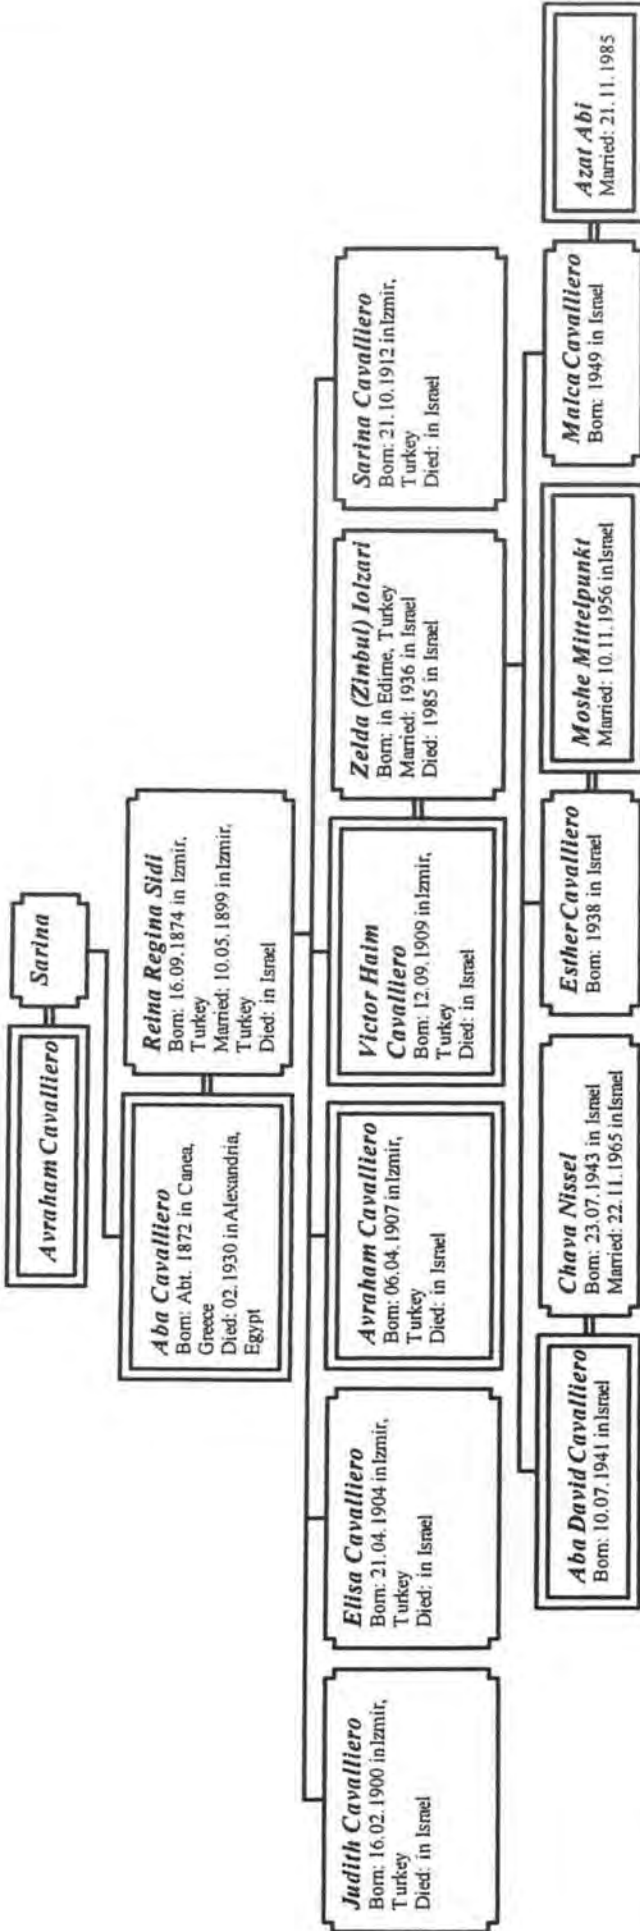 Avraham Cavalliero
Sarina
Aba Cavalliero
Born: Abt. 1872 in Canea,
Greece
Died: 02.1930 in Alexandria,
Egypt
Reina Regina Sidi
Born: 16.09.1874 in Izmir,
Turkey
Married: 10.05.1899 in Izmir,
Turkey
Died: in Israel
Judith Cavalliero
Born: 16.02.1900 in Izmir,
Turkey
Died: in Israel
Elisa Cavalliero
Born: 21.04.1904 in Izmir,
Turkey
Died: in Israel
Avraham Cavalliero
Born: 06.04.1907 in Izmir,
Turkey
Died: in Israel
Victor Haim
Cavalliero
Born: 12.09.1909 in Izmir,
Turkey
Died: in Israel
Zelda (Zinbul) Iolzari
Born: in Edirne, Turkey
Married: 1936 in Israel
Died: 1985 in Israel
Sarina Cavalliero
Born: 21.10.1912 in Izmir,
Turkey
Died: in Israel
Aba David Cavalliero
Born: 10.07.1941 in Israel
Chava Nissel
Born: 23.07.1943 in Israel
Married: 22.11.1965 in Israel
Esther Cavalliero
Born: 1938 in Israel
Moshe Mittelpunkt
Married: 10.11.1956 in Israel
Malca Cavalliero
Born: 1949 in Israel
Azat Abi
Married: 21.11.1985